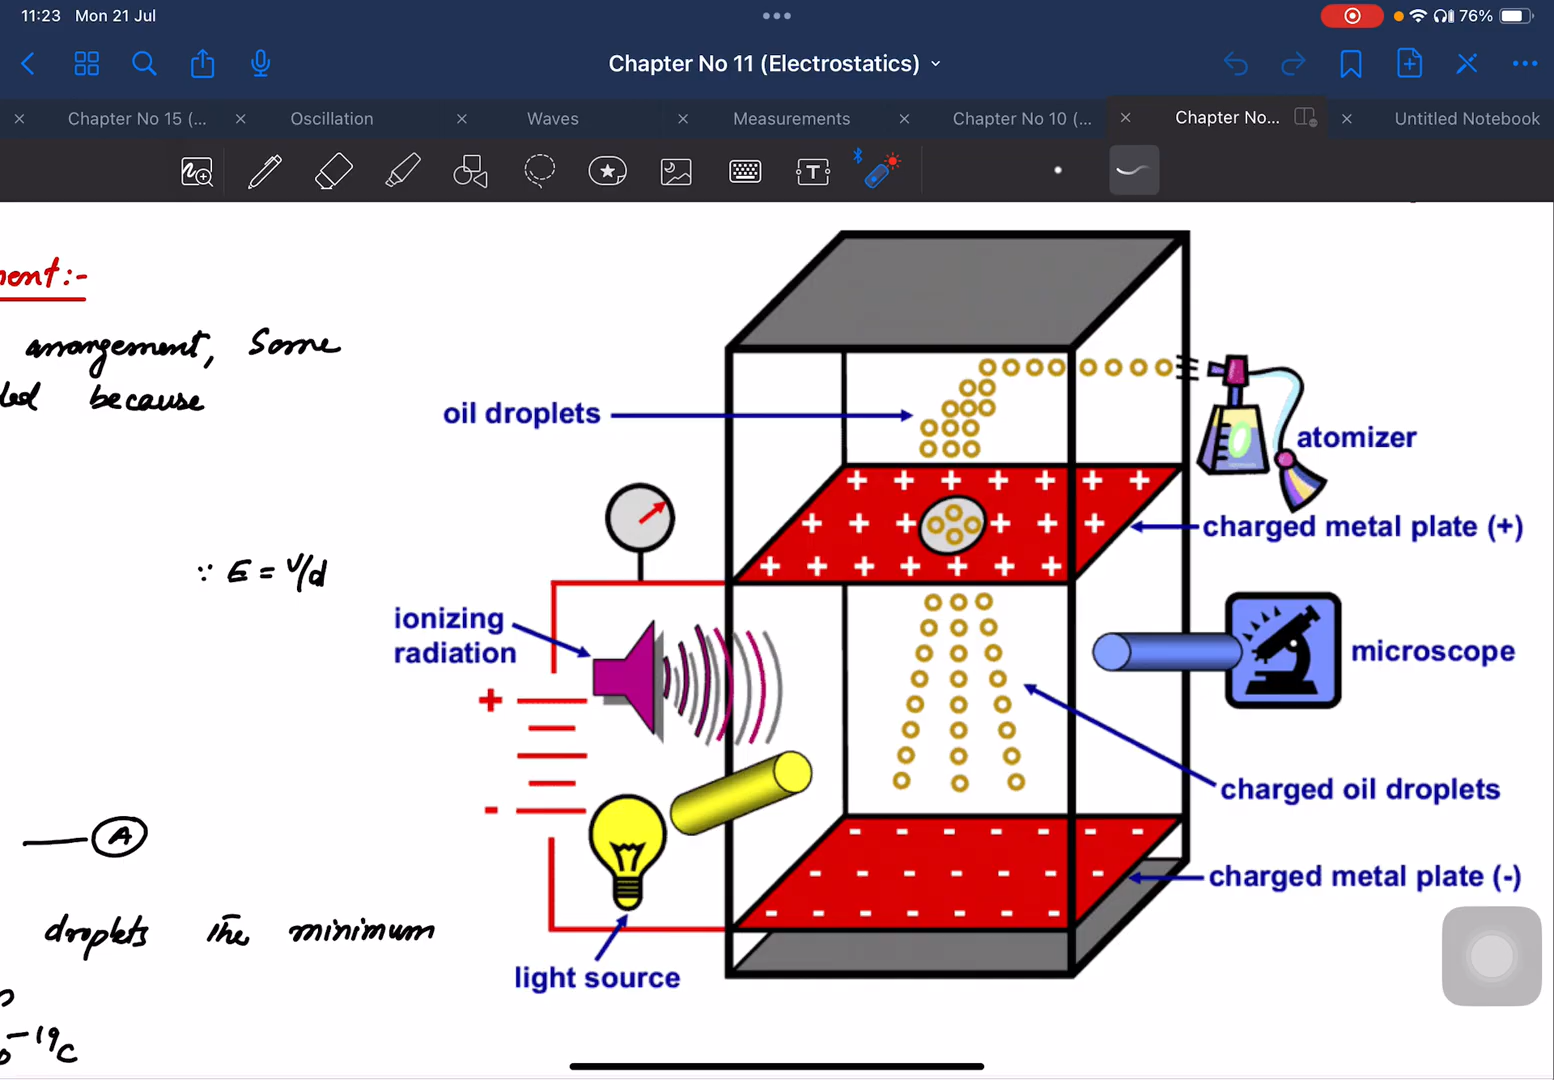 11:23 Mon 21 Jul
76%
Chapter No 11 (Electrostatics)
Chapter No 15 (...
Oscillation
Waves
Measurements
Chapter No 10 (...
Chapter No...
Untitled Notebook
T
ment:-
arrangement, Some
because
∵ E = V/d
A
droplets the minimum
-19C
oil droplets
atomizer
charged metal plate (+)
ionizing
radiation
microscope
+
-
charged oil droplets
charged metal plate (-)
light source